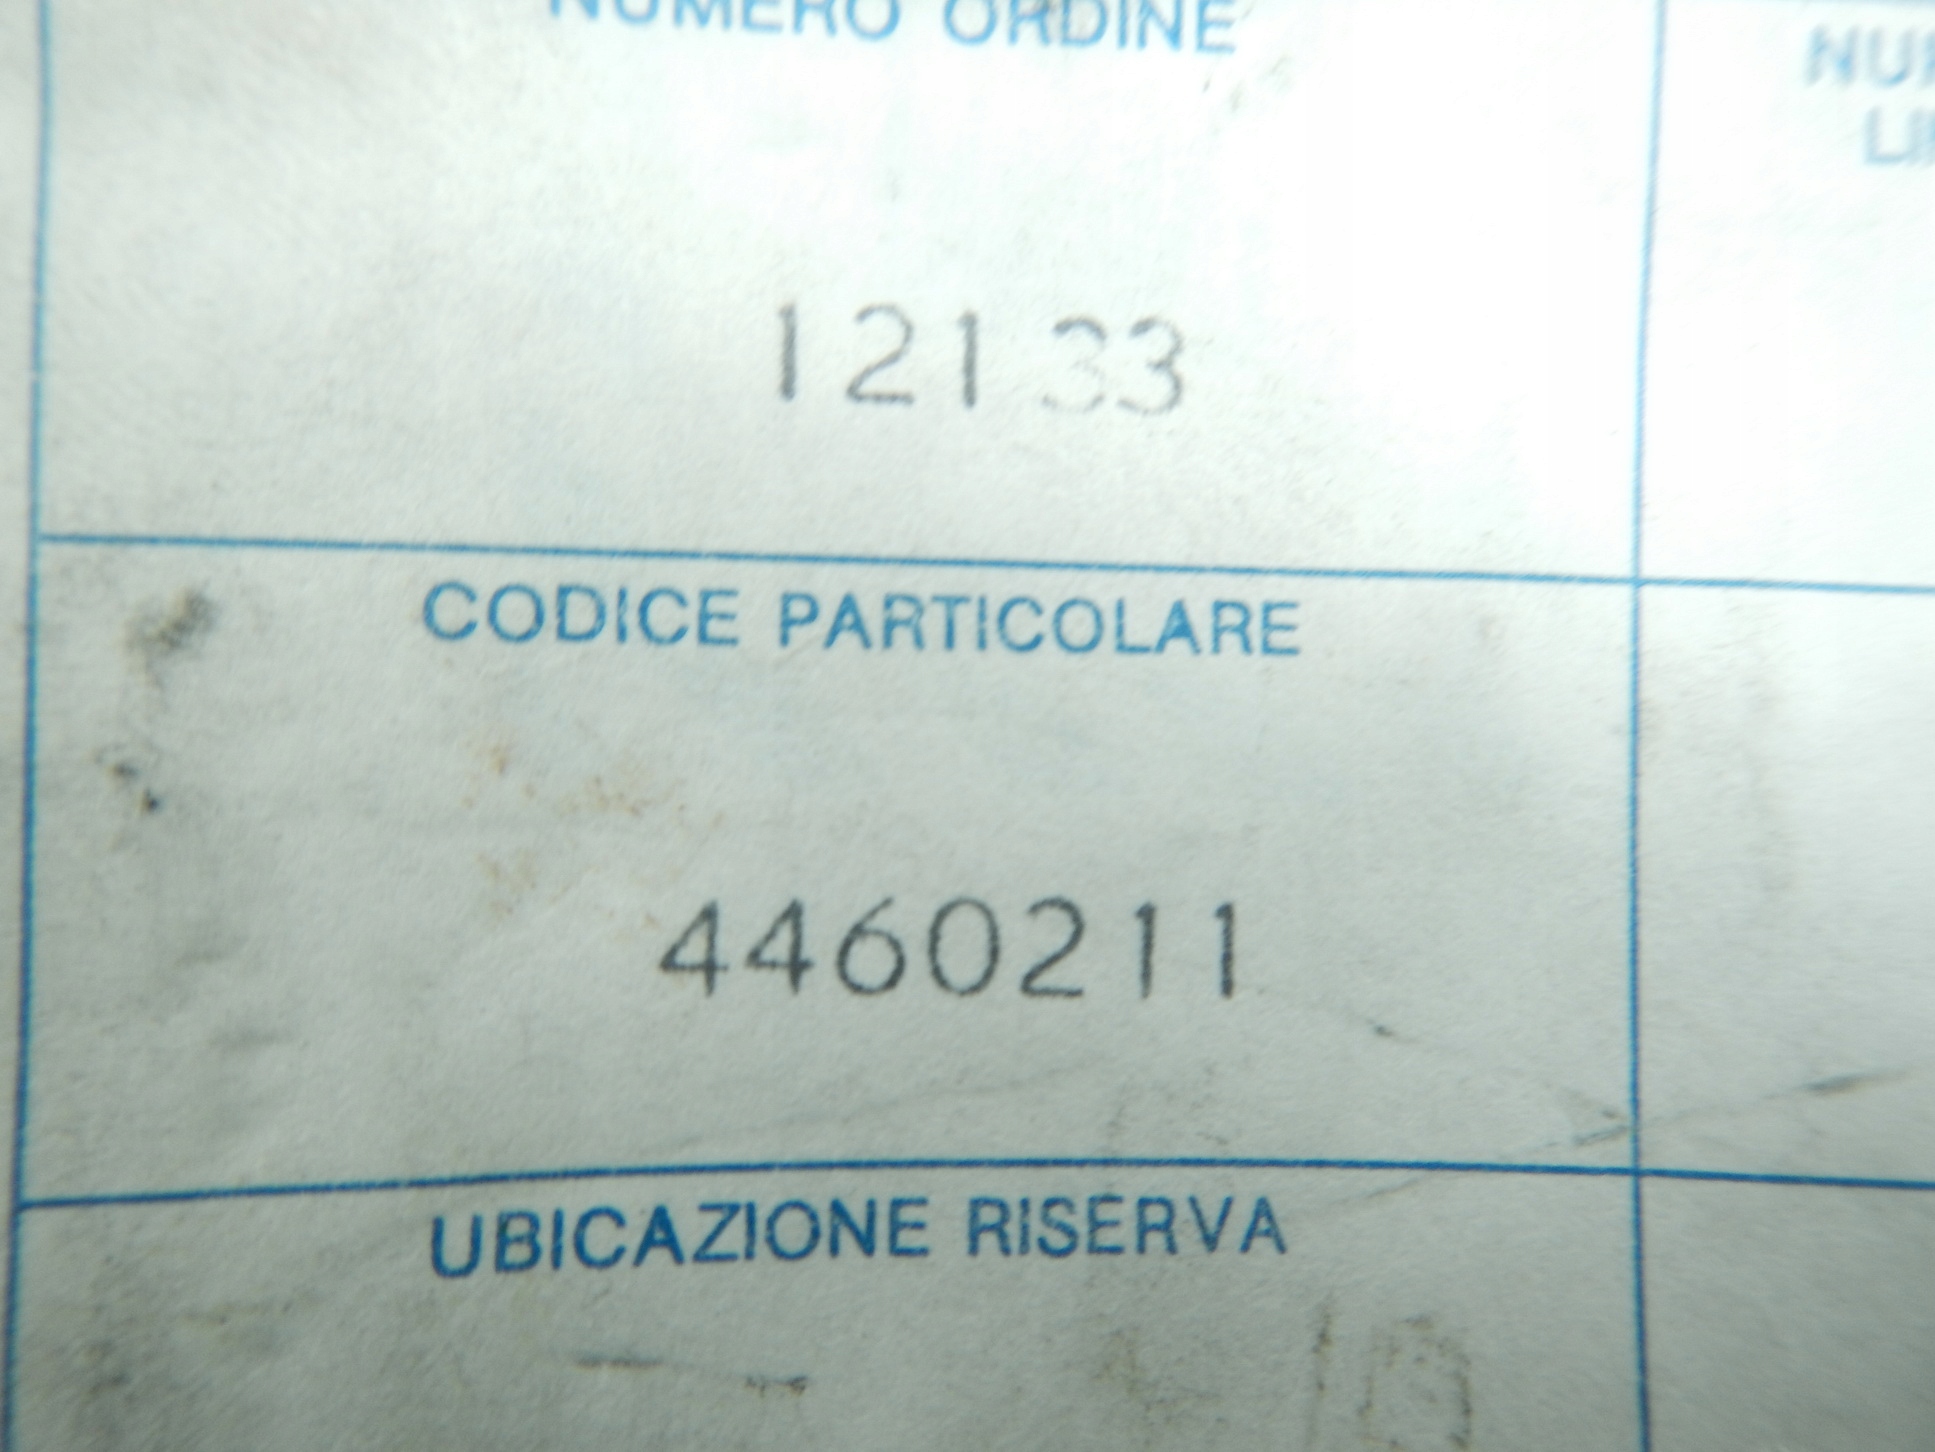 NUMERO ORDINE
12133
CODICE PARTICOLARE
4460211
UBICAZIONE RISERVA